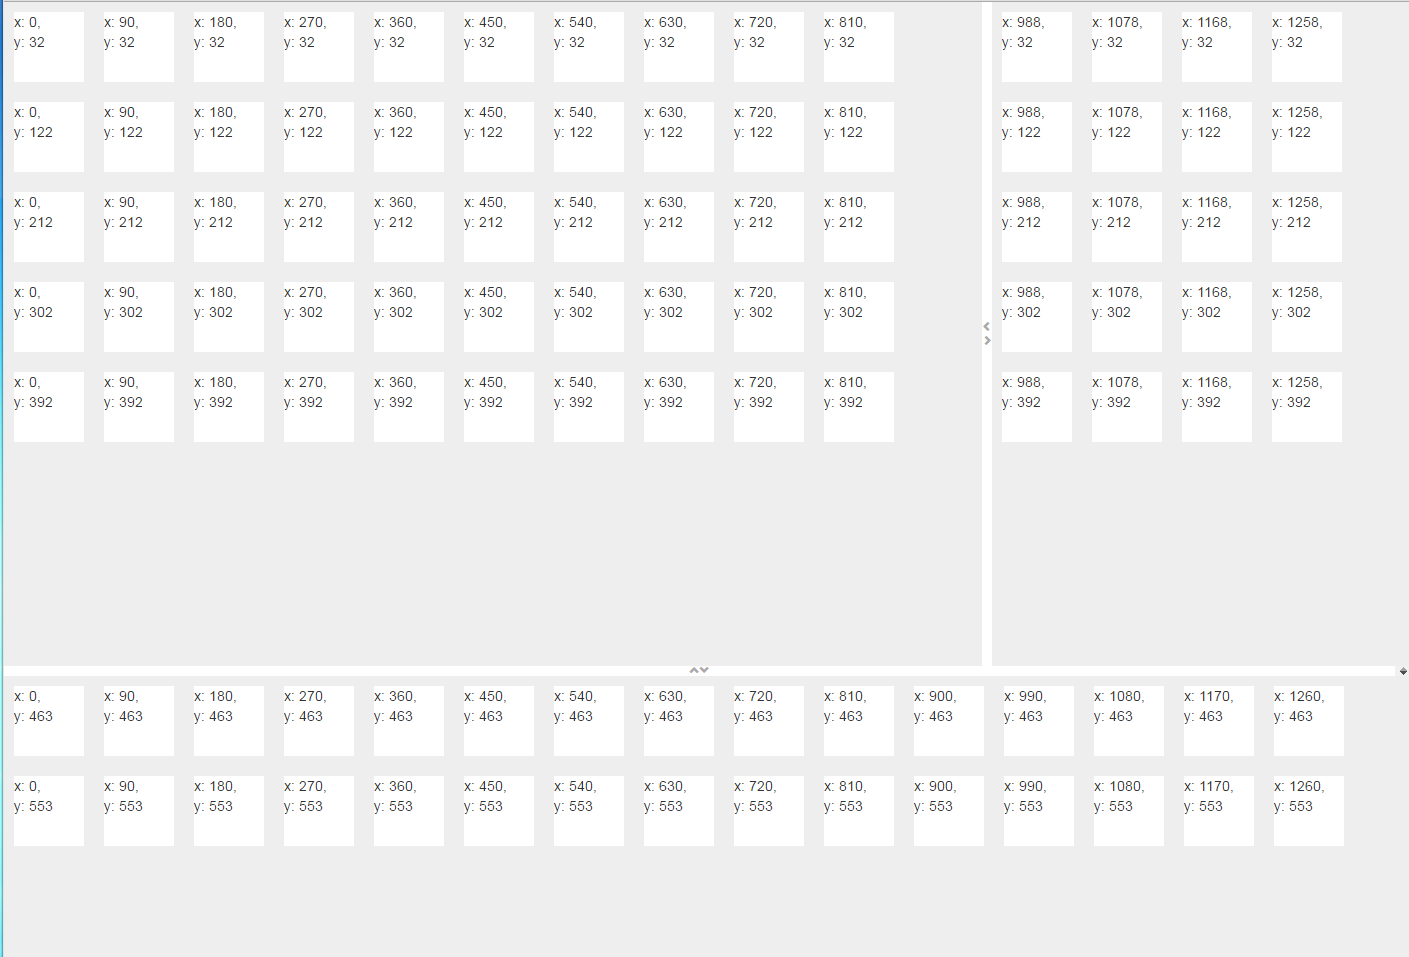 x: 0, x: 90, x: 180, x: 270, x: 360, x: 450, x: 540, x: 630, x: 720, x: 810, x: 988, x: 1078, x: 1168, x: 1258,
y: 32 y: 32 y: 32 y: 32 y: 32 y: 32 y: 32 y: 32 y: 32 y: 32 y: 32 y: 32 y: 32 y: 32
x: 0, x: 90, x: 180, x: 270, x: 360, x: 450, x: 540, x: 630, x: 720, x: 810, x: 988, x: 1078, x: 1168, x: 1258,
y: 122 y: 122 y: 122 y: 122 y: 122 y: 122 y: 122 y: 122 y: 122 y: 122 y: 122 y: 122 y: 122 y: 122
x: 0, x: 90, x: 180, x: 270, x: 360, x: 450, x: 540, x: 630, x: 720, x: 810, x: 988, x: 1078, x: 1168, x: 1258,
y: 212 y: 212 y: 212 y: 212 y: 212 y: 212 y: 212 y: 212 y: 212 y: 212 y: 212 y: 212 y: 212 y: 212
x: 0, x: 90, x: 180, x: 270, x: 360, x: 450, x: 540, x: 630, x: 720, x: 810, x: 988, x: 1078, x: 1168, x: 1258,
y: 302 y: 302 y: 302 y: 302 y: 302 y: 302 y: 302 y: 302 y: 302 y: 302 y: 302 y: 302 y: 302 y: 302
x: 0, x: 90, x: 180, x: 270, x: 360, x: 450, x: 540, x: 630, x: 720, x: 810, x: 988, x: 1078, x: 1168, x: 1258,
y: 392 y: 392 y: 392 y: 392 y: 392 y: 392 y: 392 y: 392 y: 392 y: 392 y: 392 y: 392 y: 392 y: 392
x: 0, x: 90, x: 180, x: 270, x: 360, x: 450, x: 540, x: 630, x: 720, x: 810, x: 900, x: 990, x: 1080, x: 1170, x: 1260,
y: 463 y: 463 y: 463 y: 463 y: 463 y: 463 y: 463 y: 463 y: 463 y: 463 y: 463 y: 463 y: 463 y: 463 y: 463
x: 0, x: 90, x: 180, x: 270, x: 360, x: 450, x: 540, x: 630, x: 720, x: 810, x: 900, x: 990, x: 1080, x: 1170, x: 1260,
y: 553 y: 553 y: 553 y: 553 y: 553 y: 553 y: 553 y: 553 y: 553 y: 553 y: 553 y: 553 y: 553 y: 553 y: 553